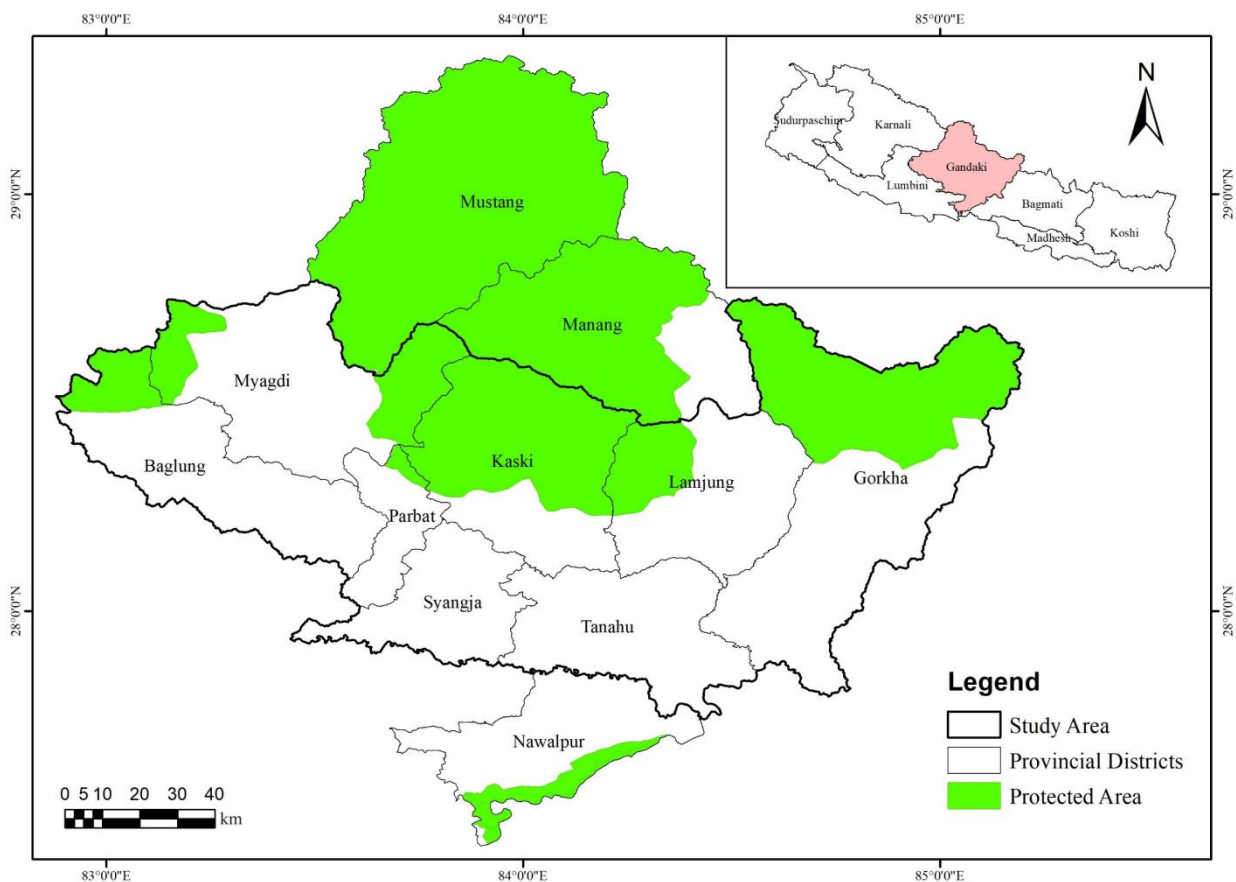 83°0'0"E
84°0'0"E
85°0'0"E
N
Sudurpaschim
Karnali
Gandaki
Lumbini
Bagmati
Madhesh
Koshi
29°0'0"N
29°0'0"N
Mustang
Manang
Myagdi
Baglung
Kaski
Lamjung
Gorkha
Parbat
Syangja
Tanahu
28°0'0"N
28°0'0"N
Nawalpur
Legend
Study Area
Provincial Districts
Protected Area
0 5 10 20 30 40
km
83°0'0"E
84°0'0"E
85°0'0"E